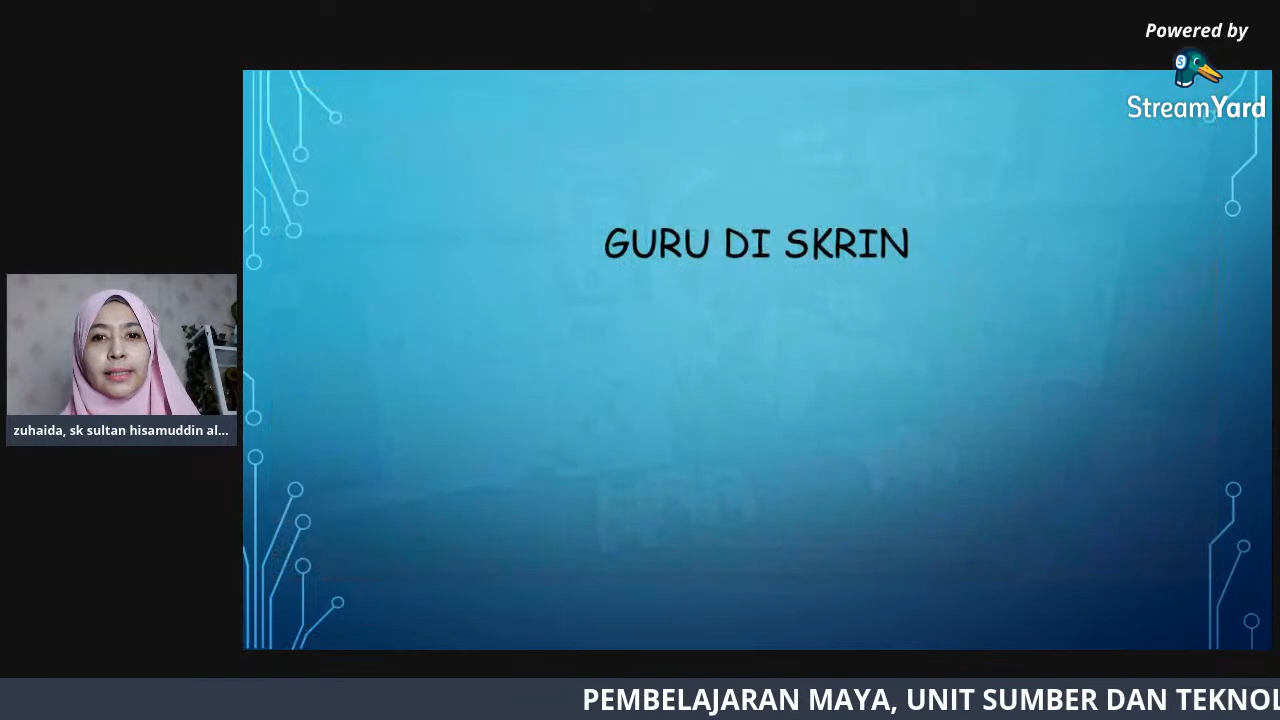 Powered by
StreamYard
GURU DI SKRIN
zuhaida, sk sultan hisamuddin al...
PEMBELAJARAN MAYA, UNIT SUMBER DAN TEKNOL